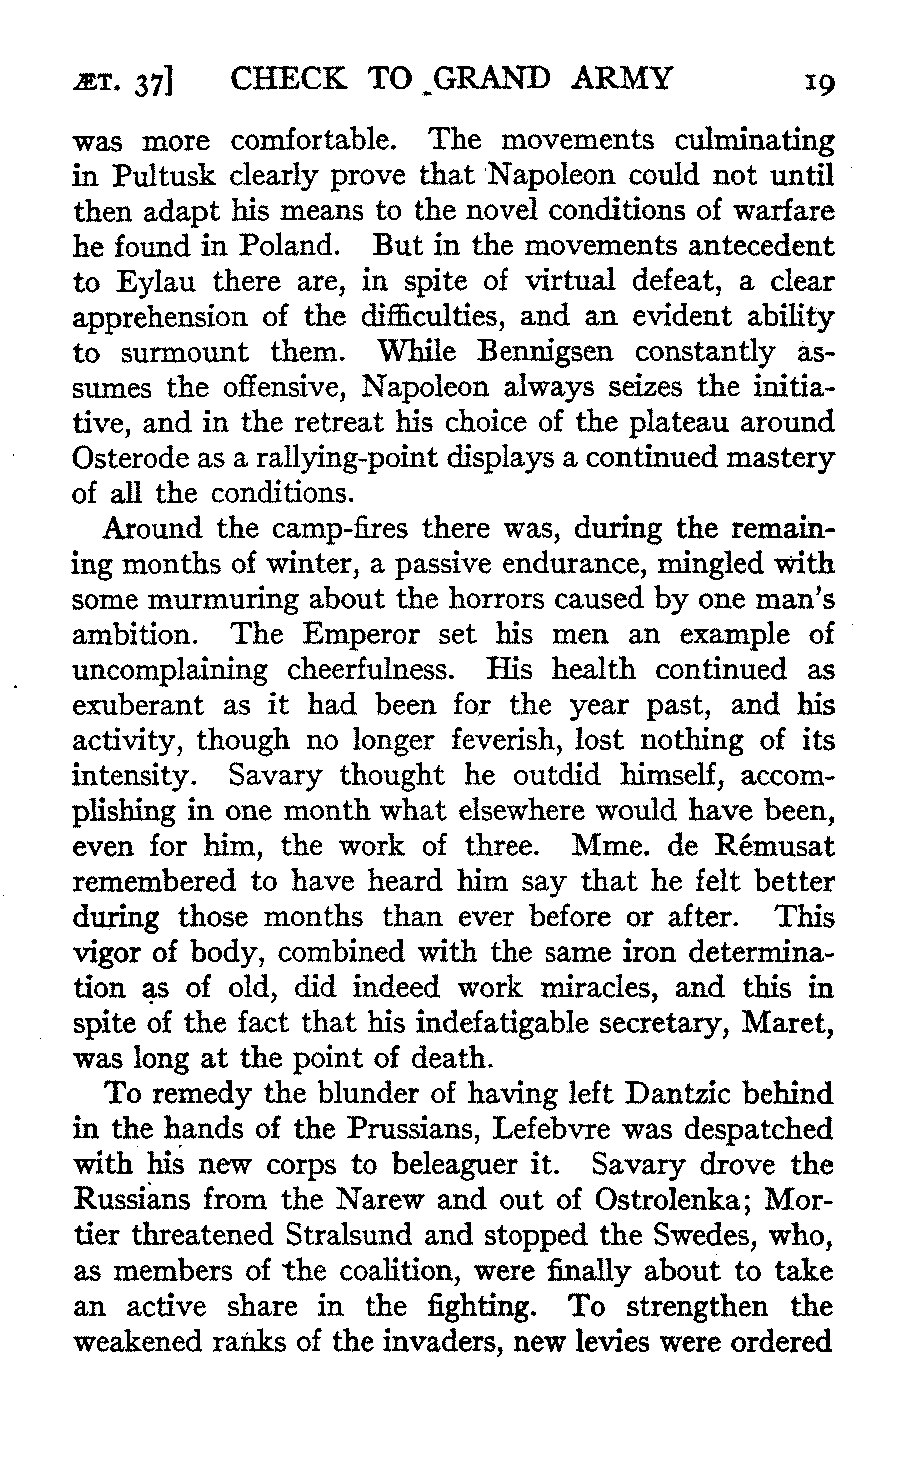 ÆT. 37] CHECK TO GRAND ARMY 19
was more comfortable. The movements culminating
in Pultusk clearly prove that Napoleon could not until
then adapt his means to the novel conditions of warfare
he found in Poland. But in the movements antecedent
to Eylau there are, in spite of virtual defeat, a clear
apprehension of the difficulties, and an evident ability
to surmount them. While Bennigsen constantly as-
sumes the offensive, Napoleon always seizes the initia-
tive, and in the retreat his choice of the plateau around
Osterode as a rallying-point displays a continued mastery
of all the conditions.
Around the camp-fires there was, during the remain-
ing months of winter, a passive endurance, mingled with
some murmuring about the horrors caused by one man's
ambition. The Emperor set his men an example of
uncomplaining cheerfulness. His health continued as
exuberant as it had been for the year past, and his
activity, though no longer feverish, lost nothing of its
intensity. Savary thought he outdid himself, accom-
plishing in one month what elsewhere would have been,
even for him, the work of three. Mme. de Rémusat
remembered to have heard him say that he felt better
during those months than ever before or after. This
vigor of body, combined with the same iron determina-
tion as of old, did indeed work miracles, and this in
spite of the fact that his indefatigable secretary, Maret,
was long at the point of death.
To remedy the blunder of having left Dantzic behind
in the hands of the Prussians, Lefebvre was despatched
with his new corps to beleaguer it. Savary drove the
Russians from the Narew and out of Ostrolenka; Mor-
tier threatened Stralsund and stopped the Swedes, who,
as members of the coalition, were finally about to take
an active share in the fighting. To strengthen the
weakened ranks of the invaders, new levies were ordered